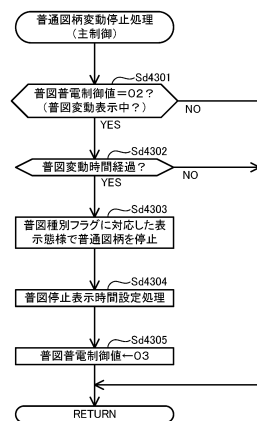 普通図柄変動停止処理
(主制御)
Sd4301
普図普電制御値=02?
(普図変動表示中?)
NO
YES
Sd4302
普図変動時間経過?
NO
YES
Sd4303
普図種別フラグに対応した表
示態様で普通図柄を停止
Sd4304
普図停止表示時間設定処理
Sd4305
普図普電制御値←03
RETURN